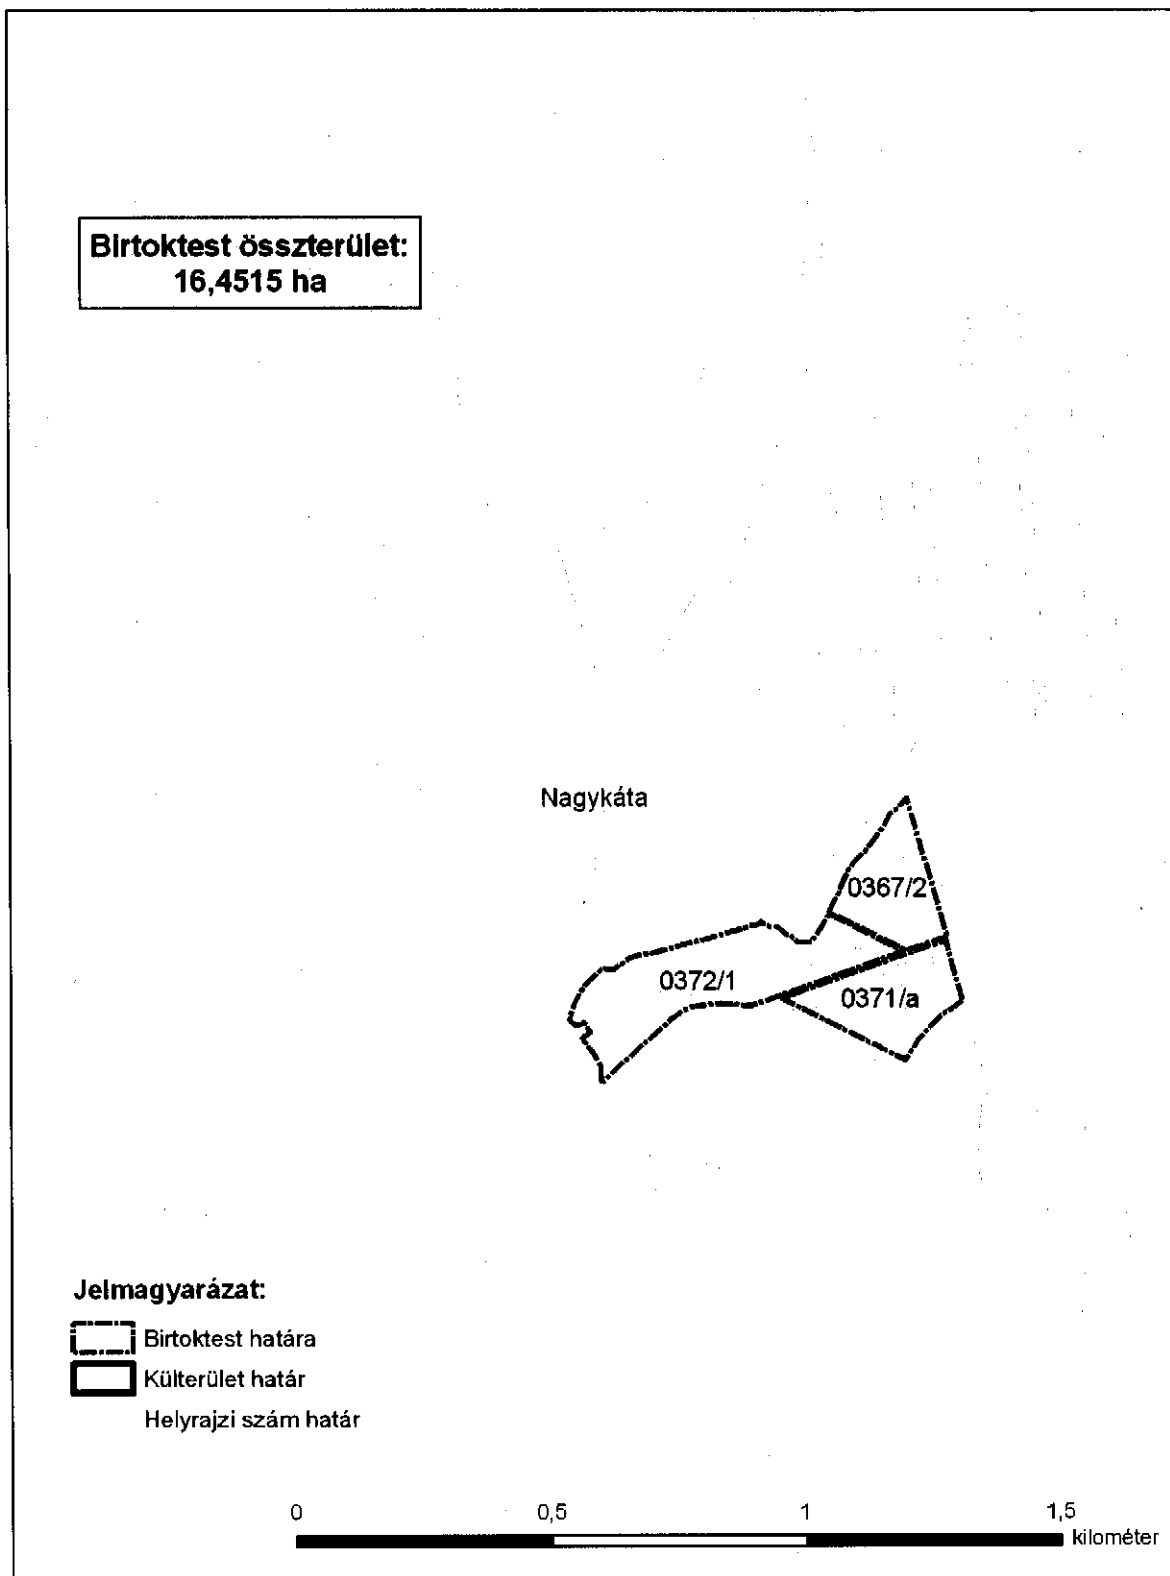 Birtoktest összterület:
16,4515 ha
Nagykáta
0367/2
0372/1
0371/a
Jelmagyarázat:
Birtoktest határa
Külterület határ
Helyrajzi szám határ
0 0,5 1 1,5
kilométer